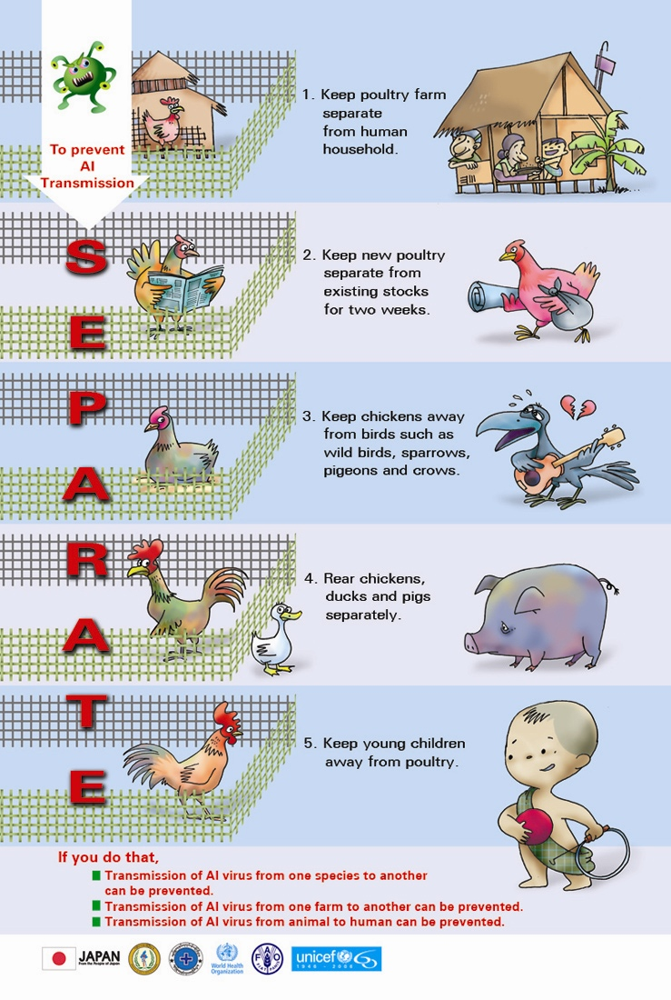 To prevent
AI
Transmission
SEPARATE
1. Keep poultry farm
separate
from human
household.
2. Keep new poultry
separate from
existing stocks
for two weeks.
3. Keep chickens away
from birds such as
wild birds, sparrows,
pigeons and crows.
4. Rear chickens,
ducks and pigs
separately.
5. Keep young children
away from poultry.
If you do that,
Transmission of AI virus from one species to another
can be prevented.
Transmission of AI virus from one farm to another can be prevented.
Transmission of AI virus from animal to human can be prevented.
JAPAN
From the People of Japan
World Health
Organization
FAO
FIAT PANIS
unicef
1946 - 2006